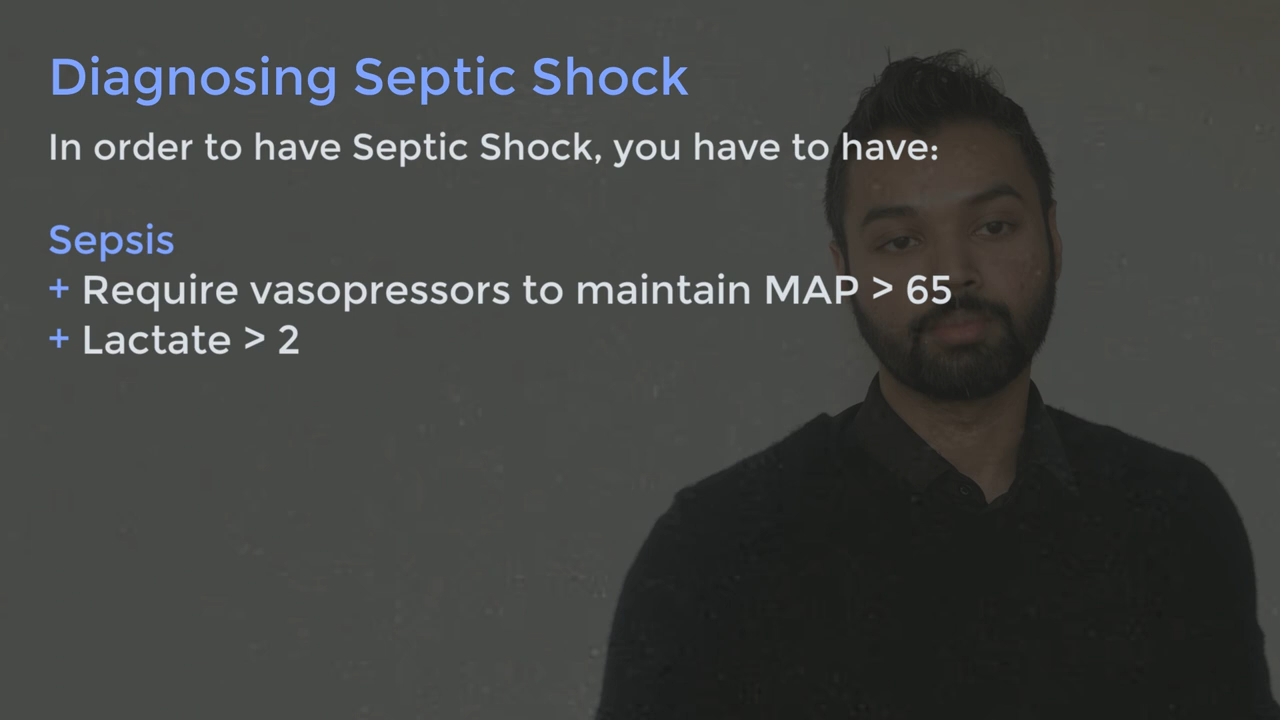 Diagnosing Septic Shock
In order to have Septic Shock, you have to have:
Sepsis
+ Require vasopressors to maintain MAP > 65
+ Lactate > 2